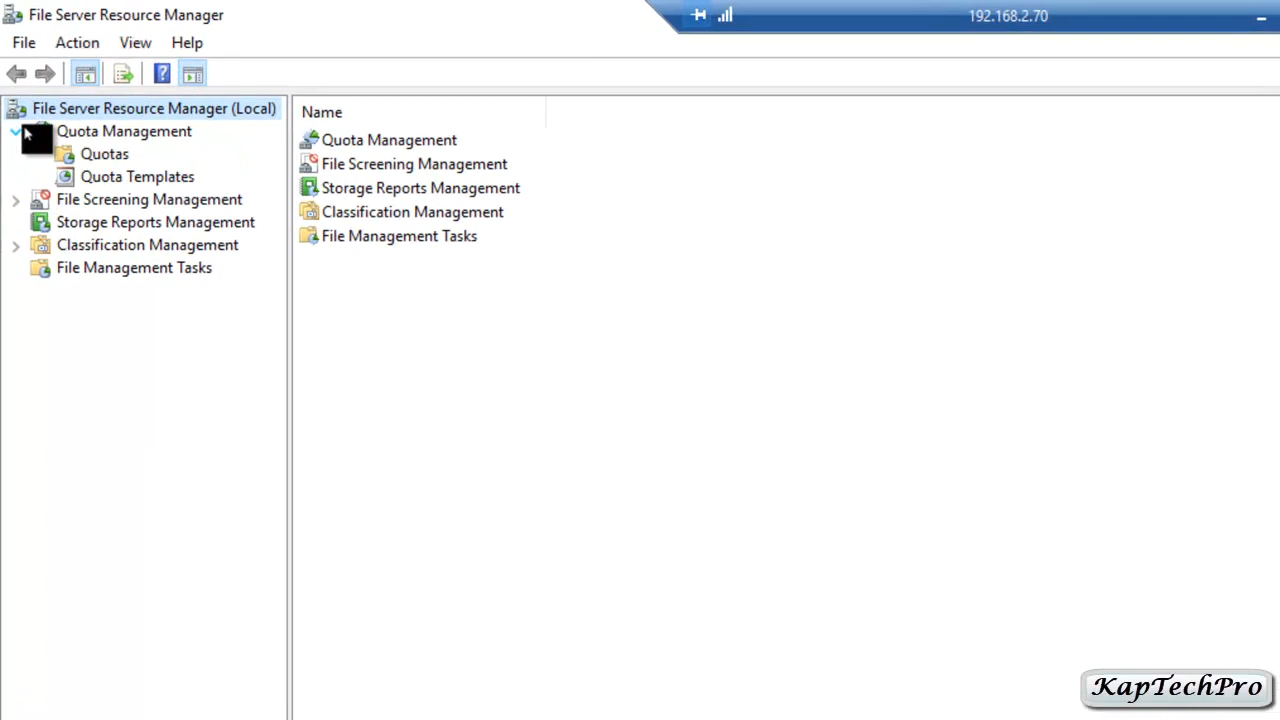 File Server Resource Manager
192.168.2.70
File Action View Help
File Server Resource Manager (Local)
Quota Management
Quotas
Quota Templates
File Screening Management
Storage Reports Management
Classification Management
File Management Tasks
Name
Quota Management
File Screening Management
Storage Reports Management
Classification Management
File Management Tasks
KapTechPro